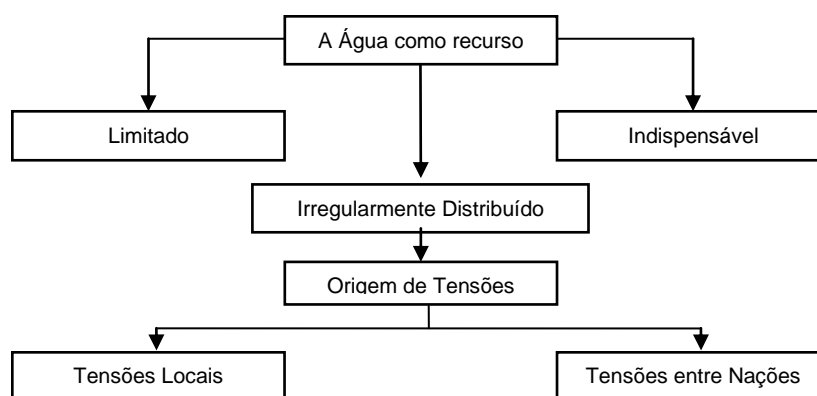 A Água como recurso
Limitado
Indispensável
Irregularmente Distribuído
Origem de Tensões
Tensões Locais
Tensões entre Nações